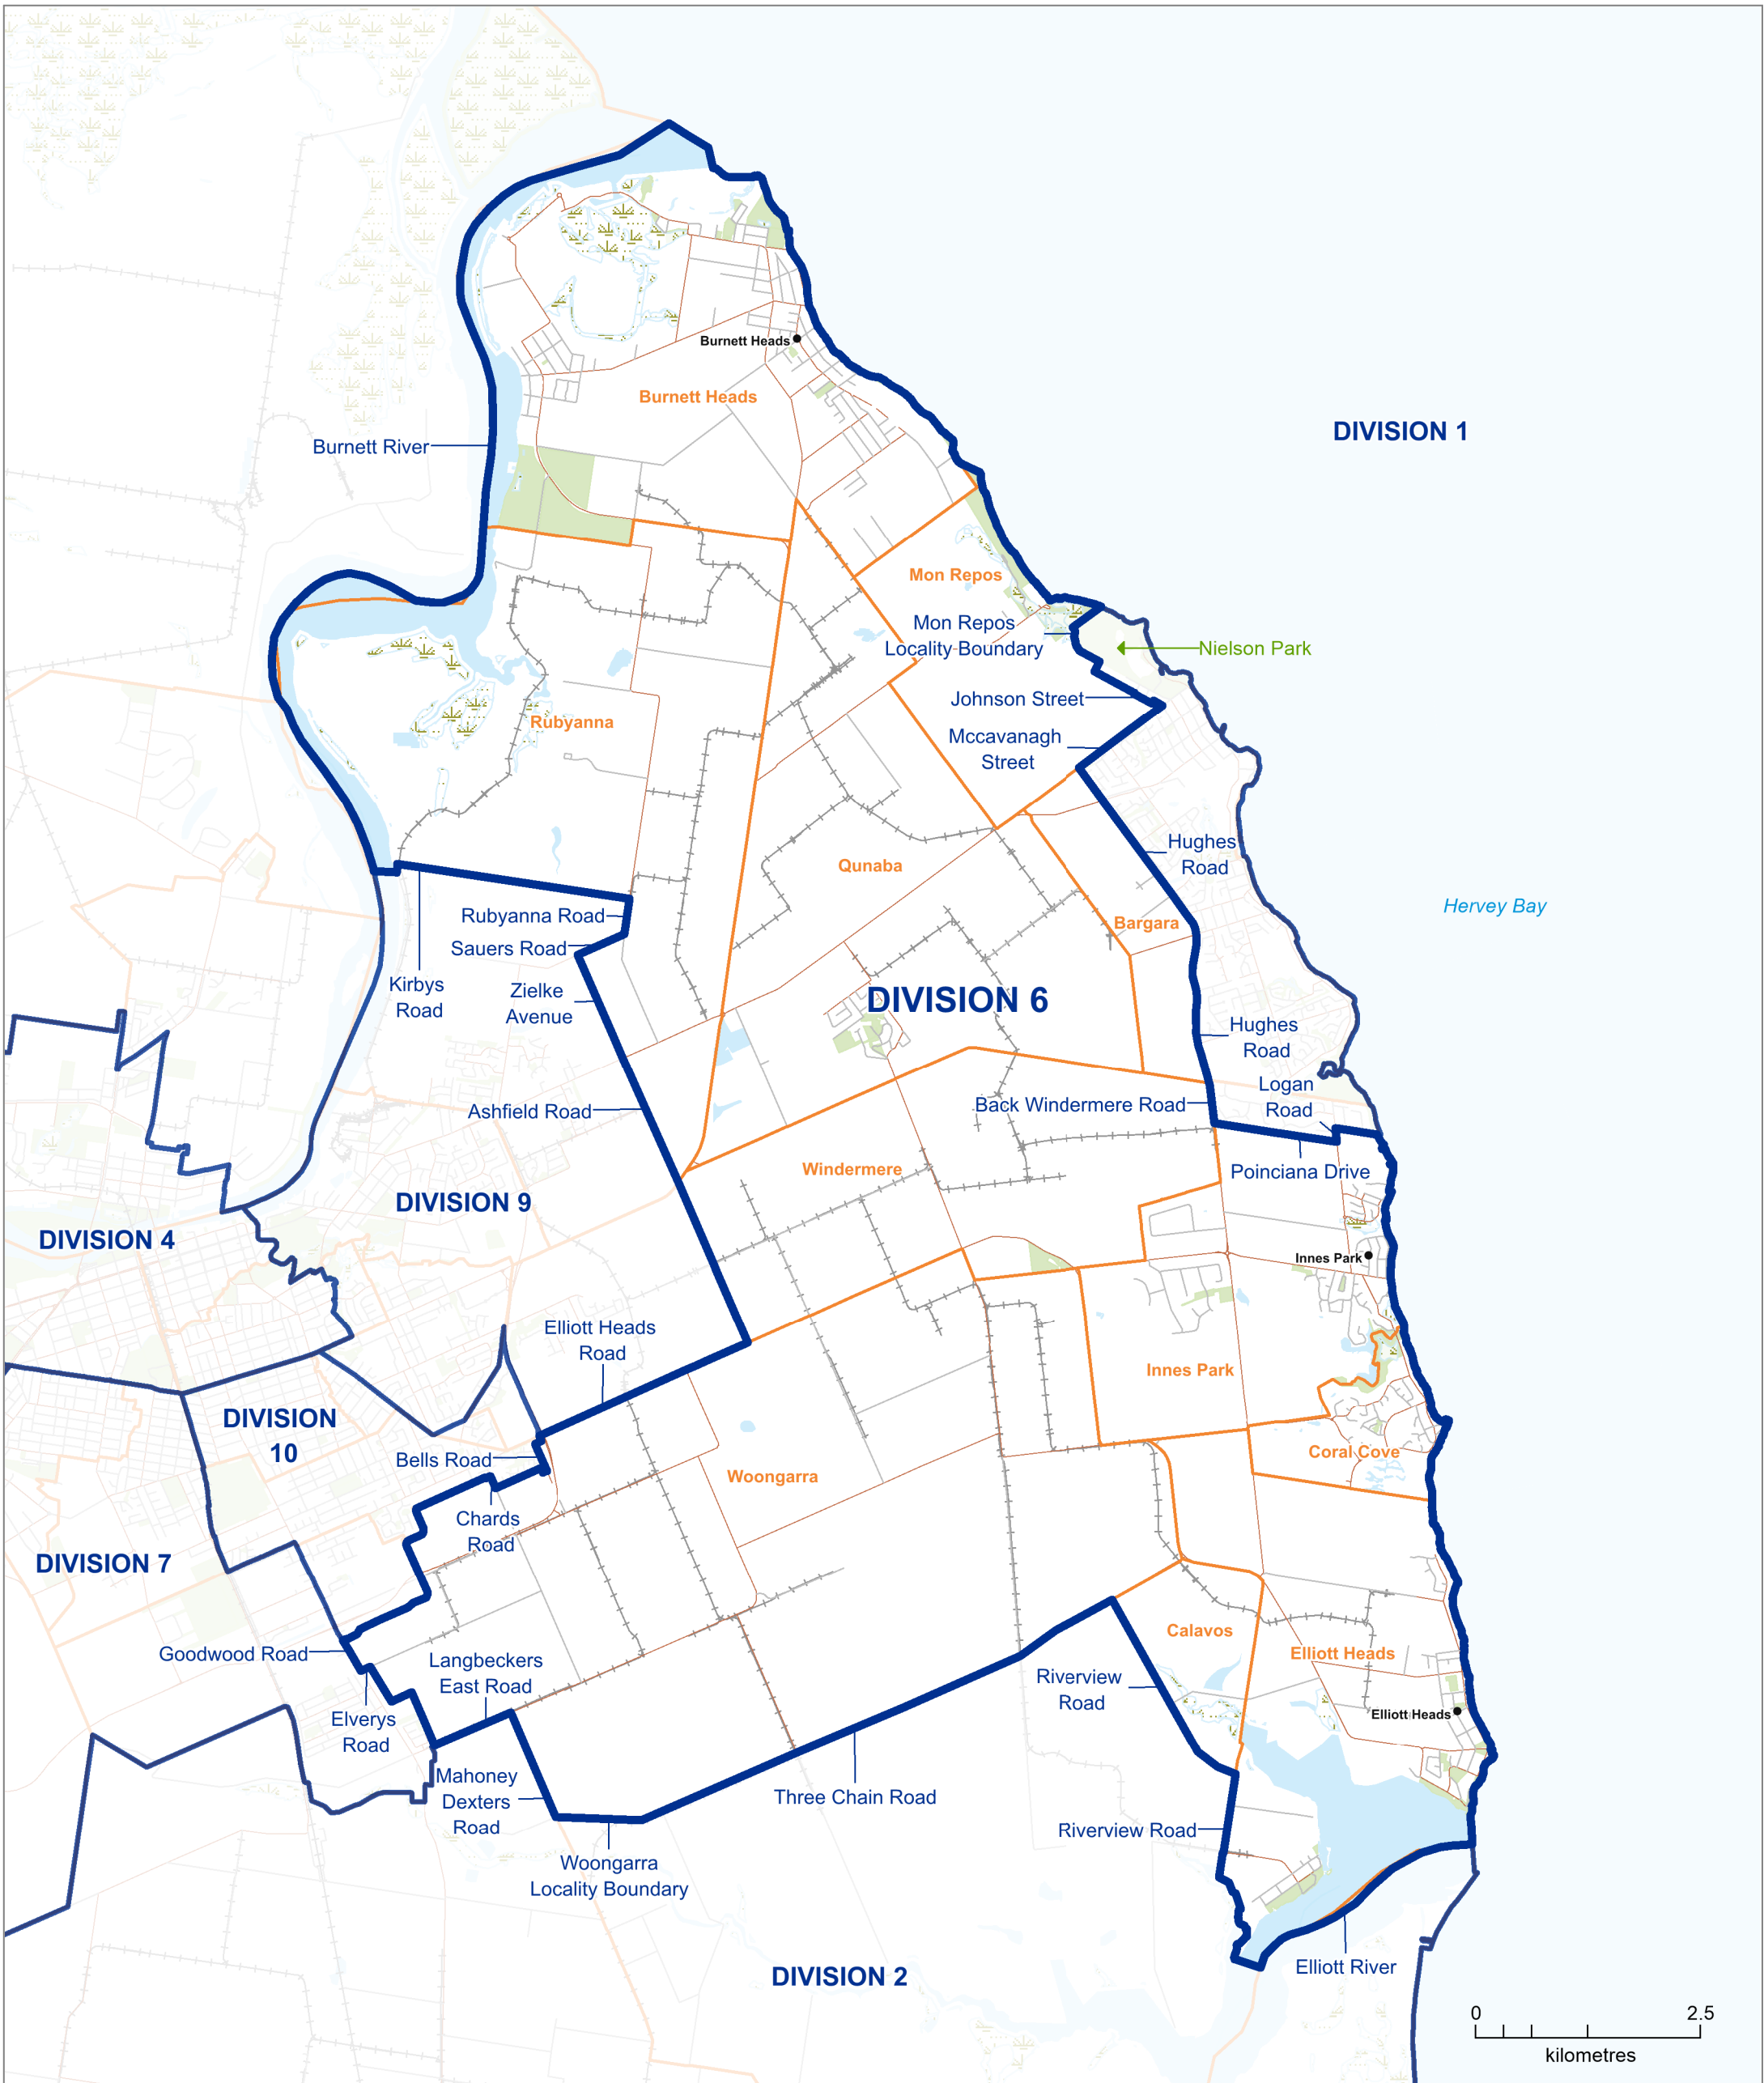 Burnett Heads
Burnett Heads
DIVISION 1
Burnett River
Mon Repos
Mon Repos
Locality Boundary
Nielson Park
Johnson Street
Rubyanna
Mccavanagh
Street
Hughes
Road
Qunaba
Hervey Bay
Rubyanna Road
Bargara
Sauers Road
Kirbys
Road
Zielke
Avenue
DIVISION 6
Hughes
Road
Logan
Road
Back Windermere Road
Ashfield Road
Windermere
Poinciana Drive
DIVISION 9
DIVISION 4
Innes Park
Elliott Heads
Road
Innes Park
DIVISION
10
Coral Cove
Bells Road
Woongarra
Chards
Road
DIVISION 7
Calavos
Goodwood Road
Elliott Heads
Langbeckers
East Road
Riverview
Road
Elliott Heads
Elverys
Road
Mahoney
Dexters
Road
Three Chain Road
Riverview Road
Woongarra
Locality Boundary
Elliott River
DIVISION 2
0 2.5
kilometres